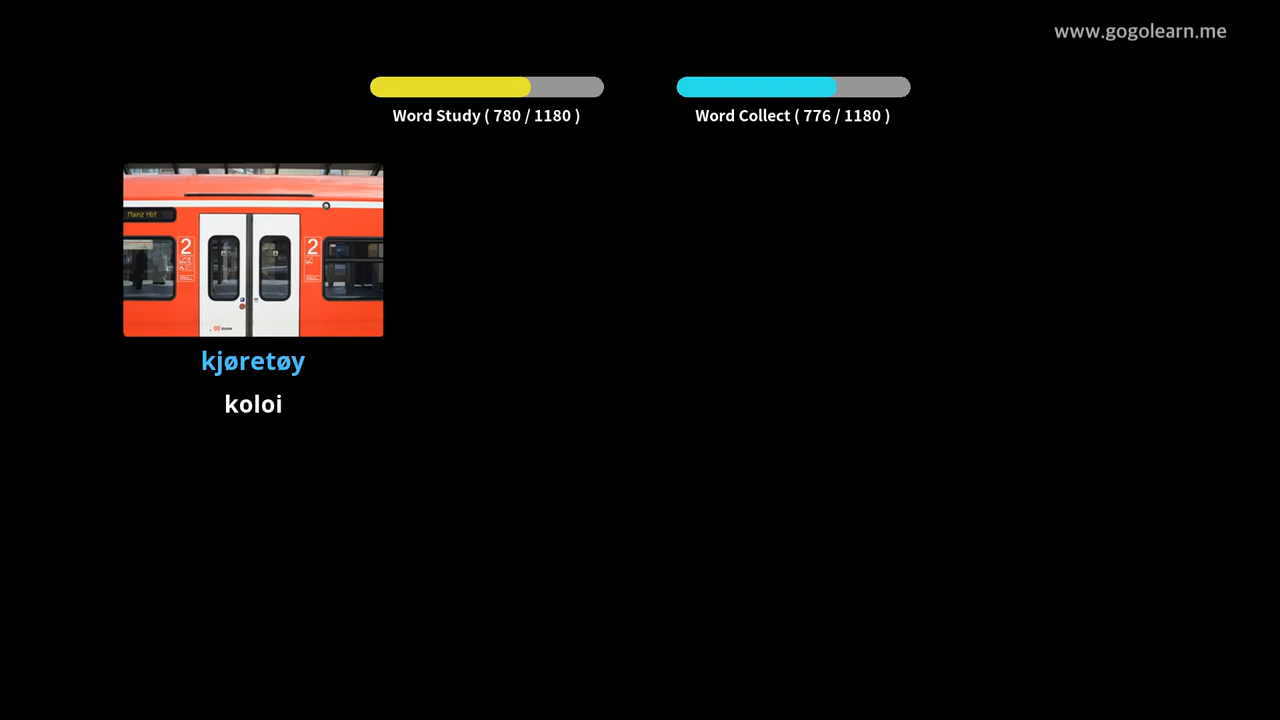 www.gogolearn.me
Word Study ( 780 / 1180 )
Word Collect ( 776 / 1180 )
Mainz Hbf
2
2
kjøretøy
koloi